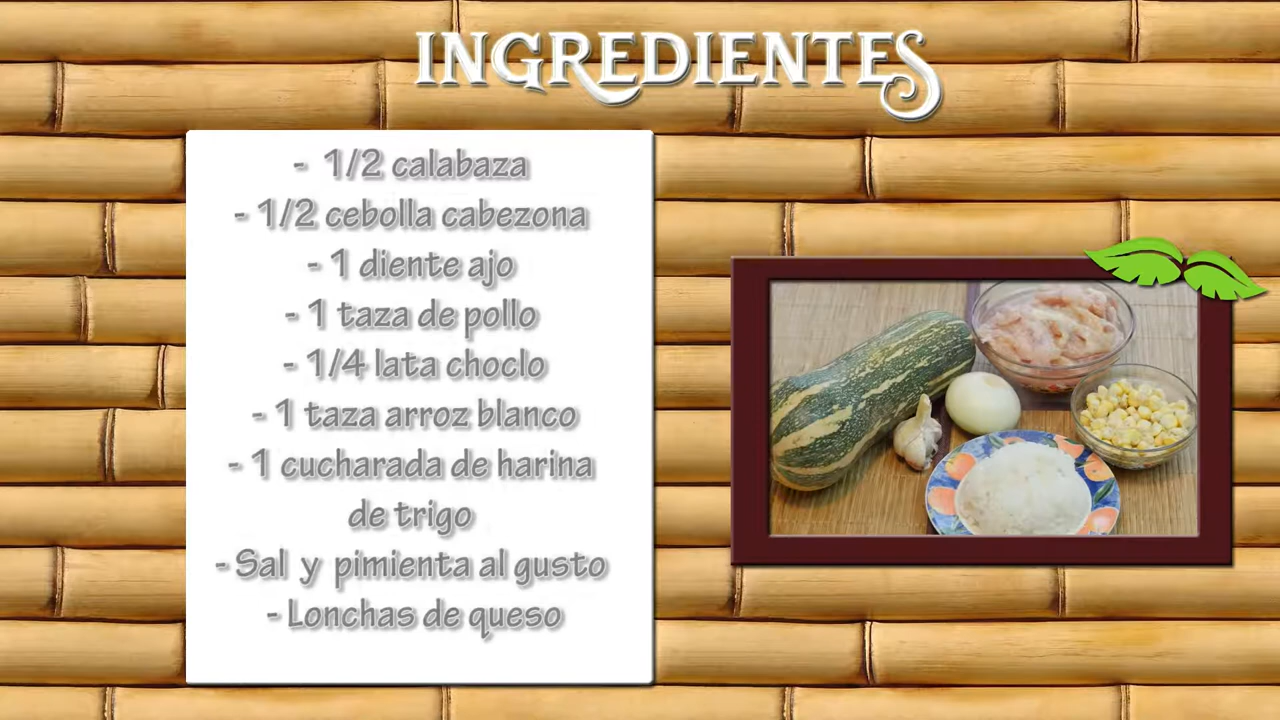 INGREDIENTES
- 1/2 calabaza
- 1/2 cebolla cabezona
- 1 diente ajo
- 1 taza de pollo
- 1/4 lata choclo
- 1 taza arroz blanco
- 1 cucharada de harina
de trigo
- Sal y pimienta al gusto
- Lonchas de queso